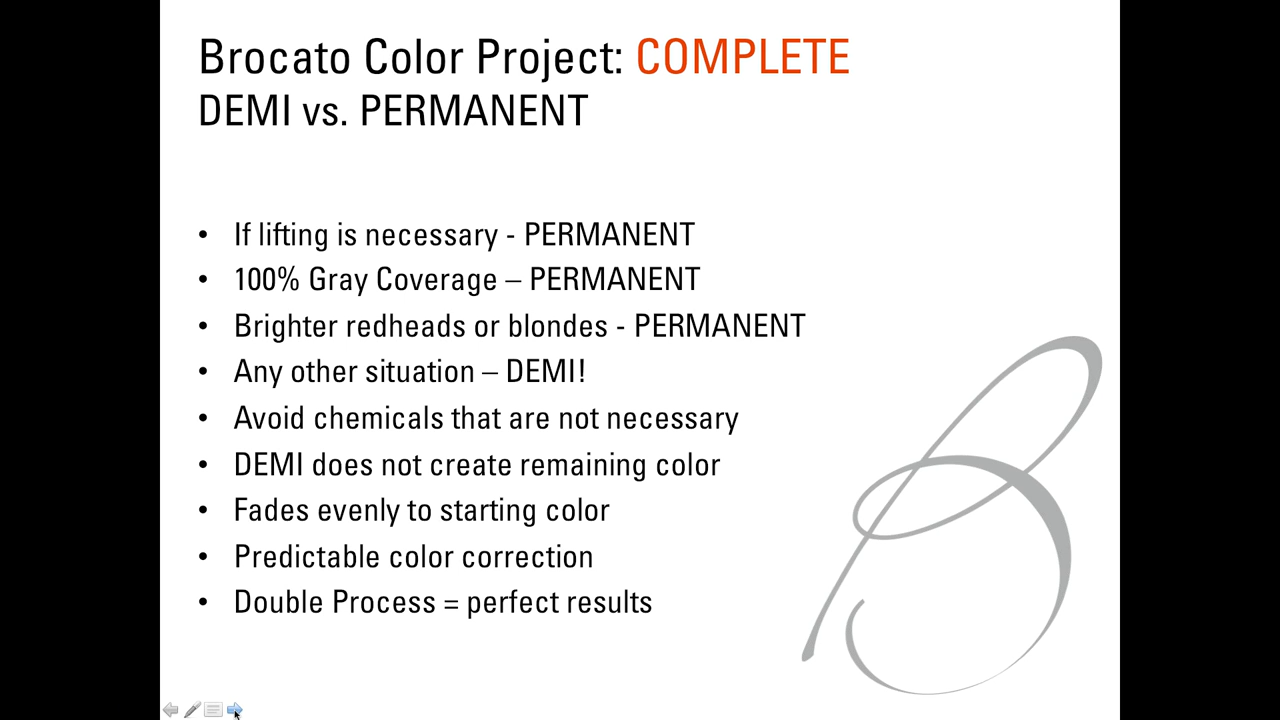 Brocato Color Project: COMPLETE
DEMI vs. PERMANENT
• If lifting is necessary - PERMANENT
• 100% Gray Coverage – PERMANENT
• Brighter redheads or blondes - PERMANENT
• Any other situation – DEMI!
• Avoid chemicals that are not necessary
• DEMI does not create remaining color
• Fades evenly to starting color
• Predictable color correction
• Double Process = perfect results
B